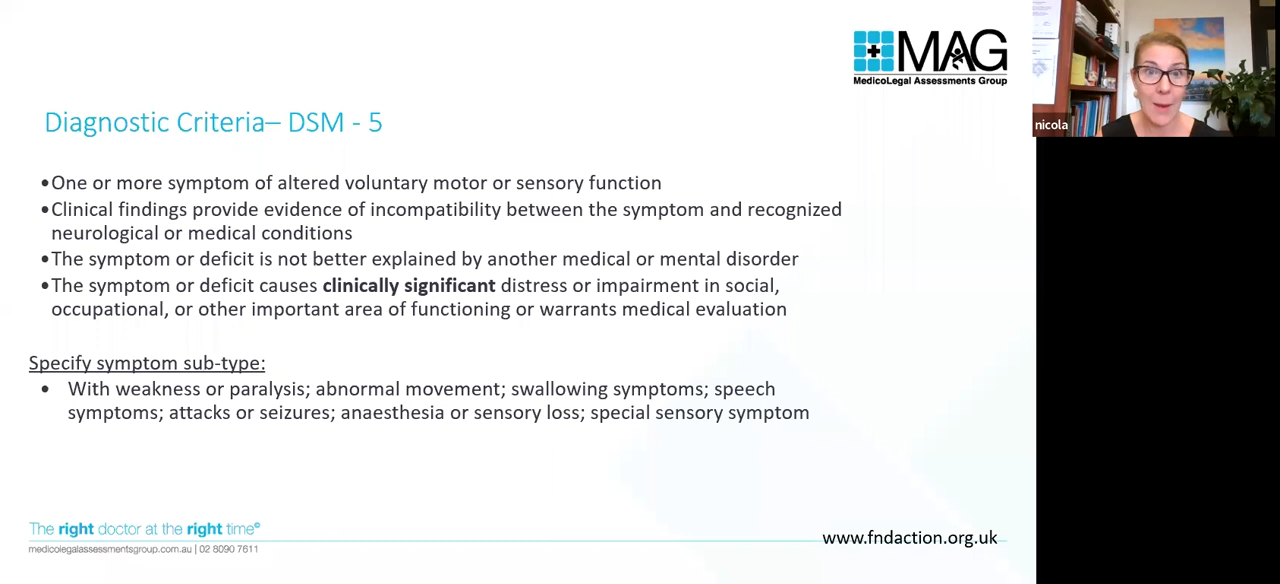 MAG
MedicoLegal Assessments Group
nicola
Diagnostic Criteria– DSM - 5
•One or more symptom of altered voluntary motor or sensory function
•Clinical findings provide evidence of incompatibility between the symptom and recognized
neurological or medical conditions
•The symptom or deficit is not better explained by another medical or mental disorder
•The symptom or deficit causes clinically significant distress or impairment in social,
occupational, or other important area of functioning or warrants medical evaluation
Specify symptom sub-type:
• With weakness or paralysis; abnormal movement; swallowing symptoms; speech
symptoms; attacks or seizures; anaesthesia or sensory loss; special sensory symptom
The right doctor at the right time©
medicolegalassessmentsgroup.com.au | 02 8090 7611
www.fndaction.org.uk